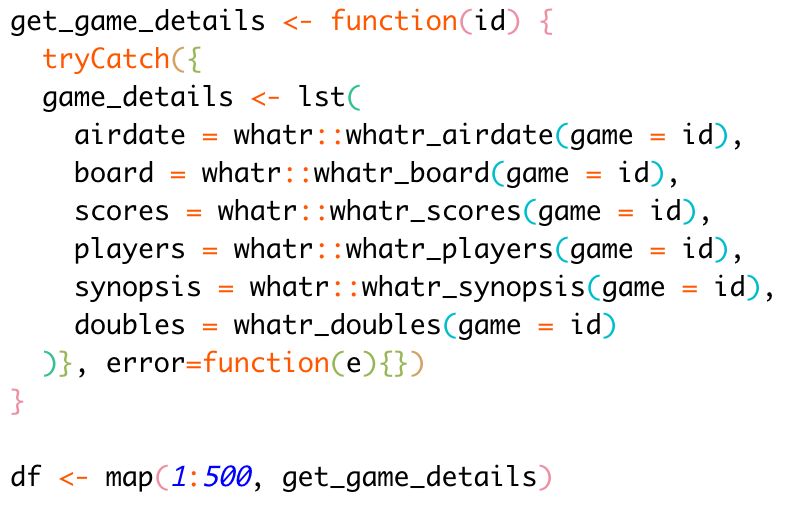 get_game_details <- function(id) {
  tryCatch({
  game_details <- lst(
    airdate = whatr::whatr_airdate(game = id),
    board = whatr::whatr_board(game = id),
    scores = whatr::whatr_scores(game = id),
    players = whatr::whatr_players(game = id),
    synopsis = whatr::whatr_synopsis(game = id),
    doubles = whatr_doubles(game = id)
  )}, error=function(e){})
}
df <- map(1:500, get_game_details)